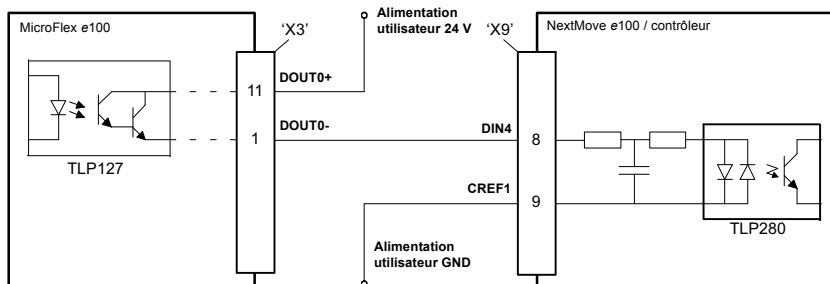 MicroFlex e100
'X3'
Alimentation
utilisateur 24 V
'X9'
NextMove e100 / contrôleur
11
DOUT0+
1
DOUT0-
DIN4
8
TLP127
CREF1
9
TLP280
Alimentation
utilisateur GND